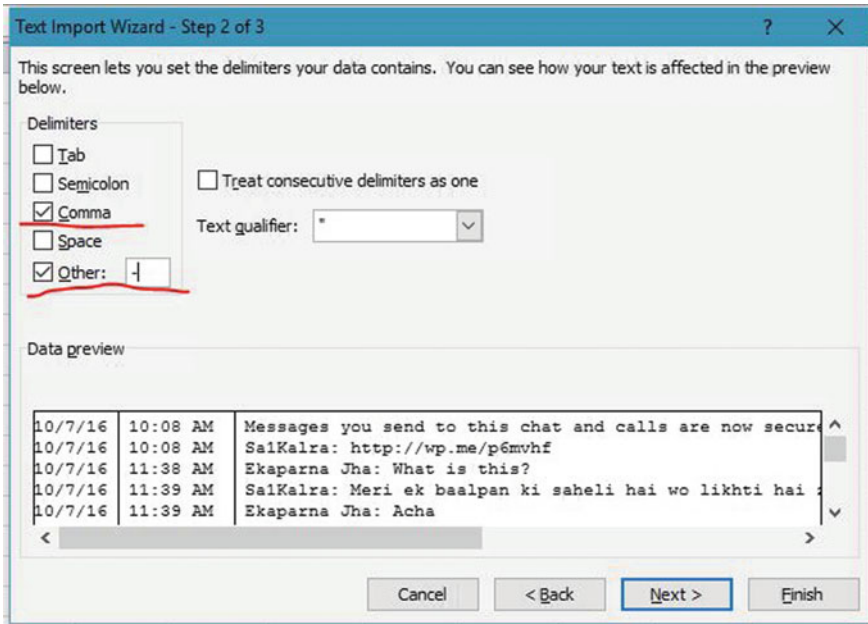 Text Import Wizard - Step 2 of 3 ?
This screen lets you set the delimiters your data contains. You can see how your text is affected in the preview
below.
Delimiters
Tab
Semicolon
Comma
Space
Other: -
Treat consecutive delimiters as one
Text qualifier: "
Data preview
10/7/16 10:08 AM Messages you send to this chat and calls are now secure
10/7/16 10:08 AM Sa1Kalra: http://wp.me/p6mvhf
10/7/16 11:38 AM Ekaparna Jha: What is this?
10/7/16 11:39 AM Sa1Kalra: Meri ek baalpan ki saheli hai wo likhti hai
10/7/16 11:39 AM Ekaparna Jha: Acha
Cancel < Back Next > Finish